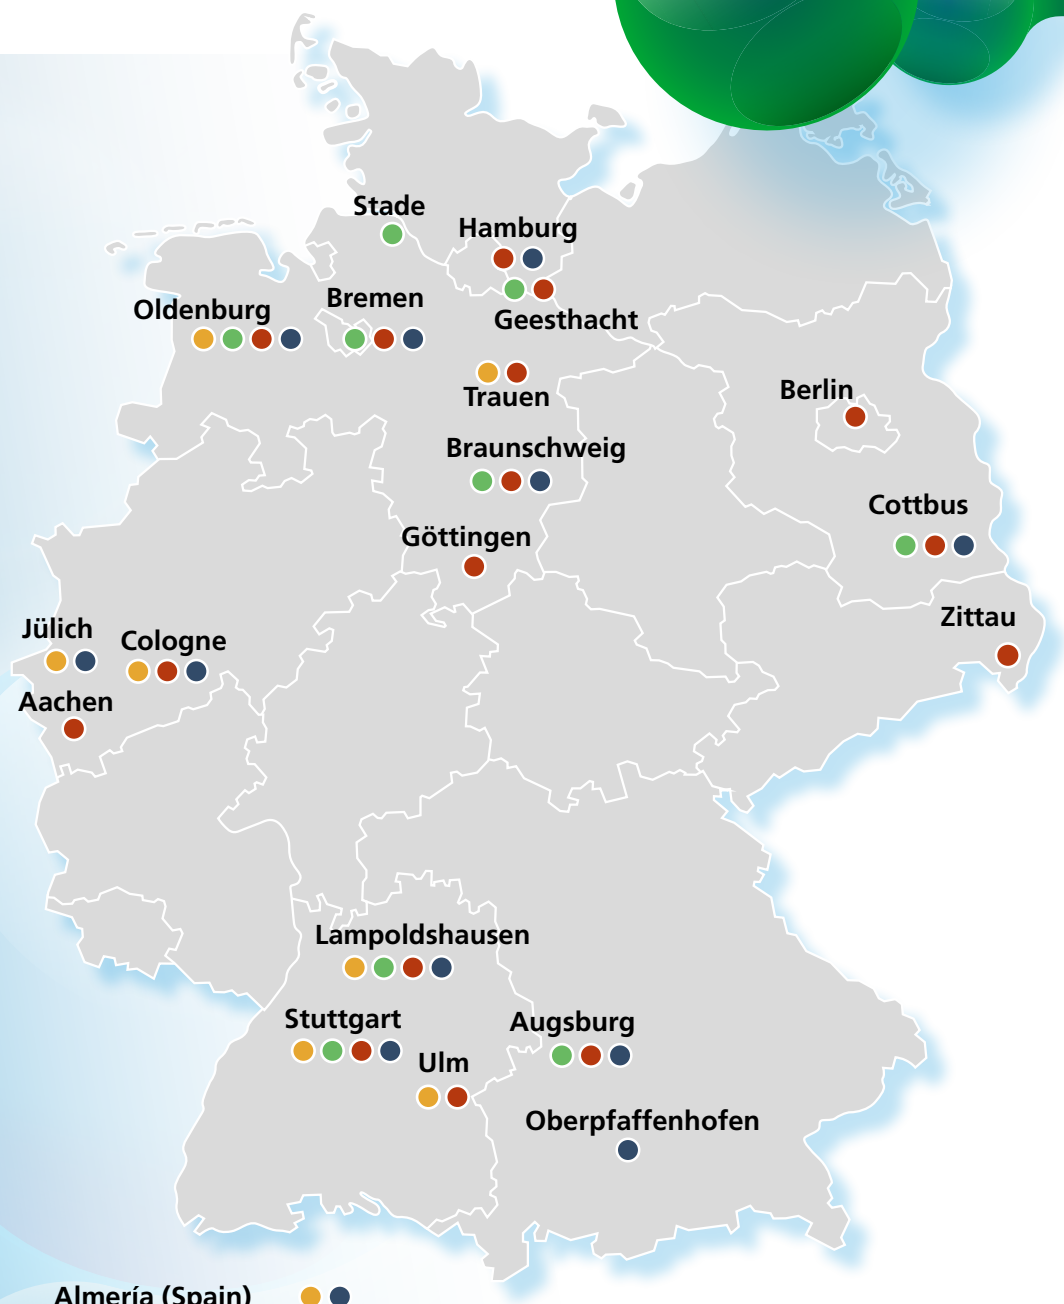 Stade
Hamburg
Oldenburg
Bremen
Geesthacht
Trauen
Berlin
Braunschweig
Cottbus
Göttingen
Zittau
Jülich
Cologne
Aachen
Lampoldshausen
Stuttgart
Augsburg
Ulm
Oberpfaffenhofen
Almería (Spain)